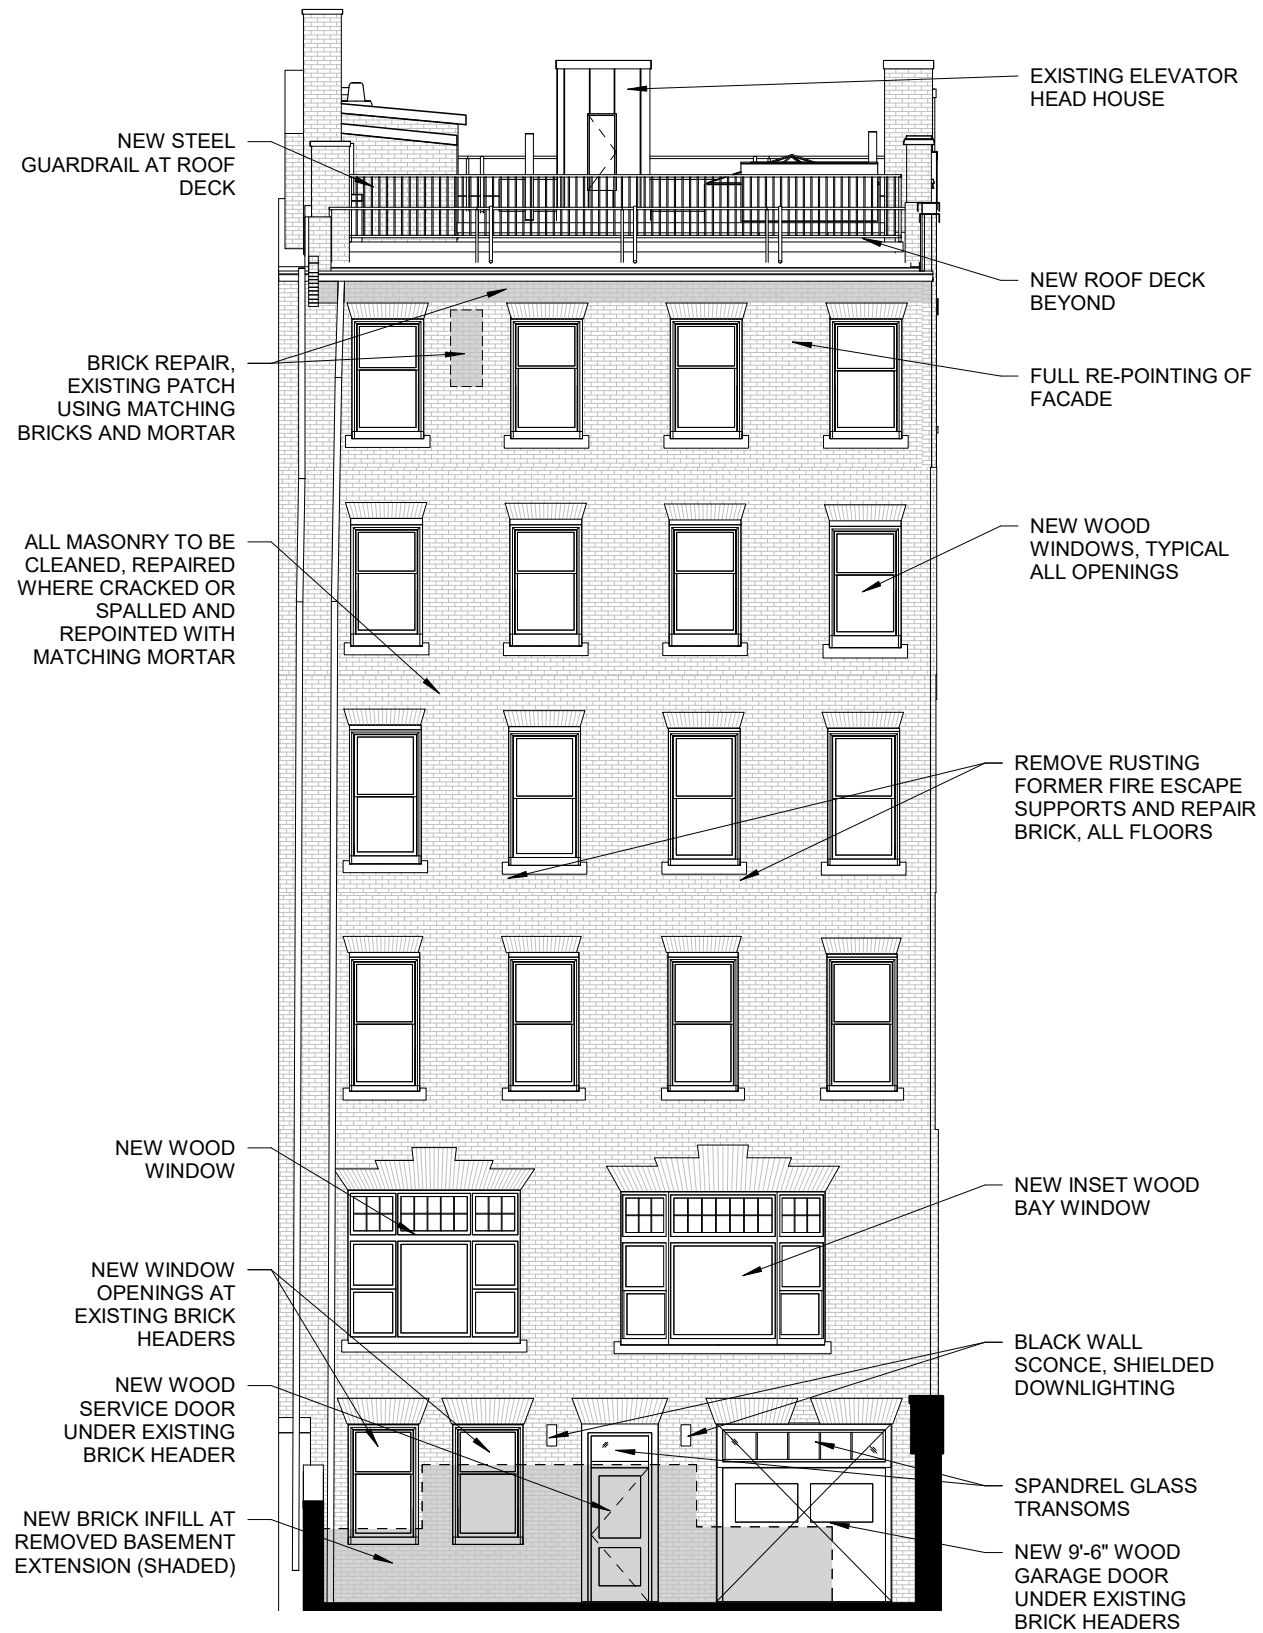 EXISTING ELEVATOR
HEAD HOUSE
NEW STEEL
GUARDRAIL AT ROOF
DECK
NEW ROOF DECK
BEYOND
BRICK REPAIR,
EXISTING PATCH
USING MATCHING
BRICKS AND MORTAR
FULL RE-POINTING OF
FACADE
ALL MASONRY TO BE
CLEANED, REPAIRED
WHERE CRACKED OR
SPALLED AND
REPOINTED WITH
MATCHING MORTAR
NEW WOOD
WINDOWS, TYPICAL
ALL OPENINGS
REMOVE RUSTING
FORMER FIRE ESCAPE
SUPPORTS AND REPAIR
BRICK, ALL FLOORS
NEW WOOD
WINDOW
NEW INSET WOOD
BAY WINDOW
NEW WINDOW
OPENINGS AT
EXISTING BRICK
HEADERS
BLACK WALL
SCONCE, SHIELDED
DOWNLIGHTING
NEW WOOD
SERVICE DOOR
UNDER EXISTING
BRICK HEADER
SPANDREL GLASS
TRANSOMS
NEW BRICK INFILL AT
REMOVED BASEMENT
EXTENSION (SHADED)
NEW 9'-6" WOOD
GARAGE DOOR
UNDER EXISTING
BRICK HEADERS